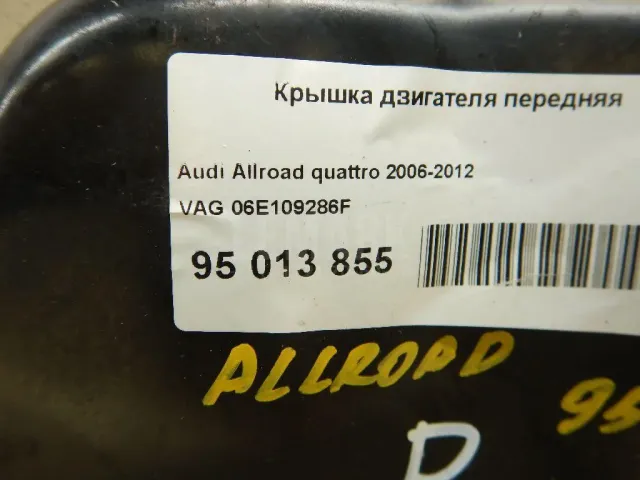 Крышка дзигателя передняя
Audi Allroad quattro 2006-2012
VAG 06E109286F
95 013 855
ALLROAD 95